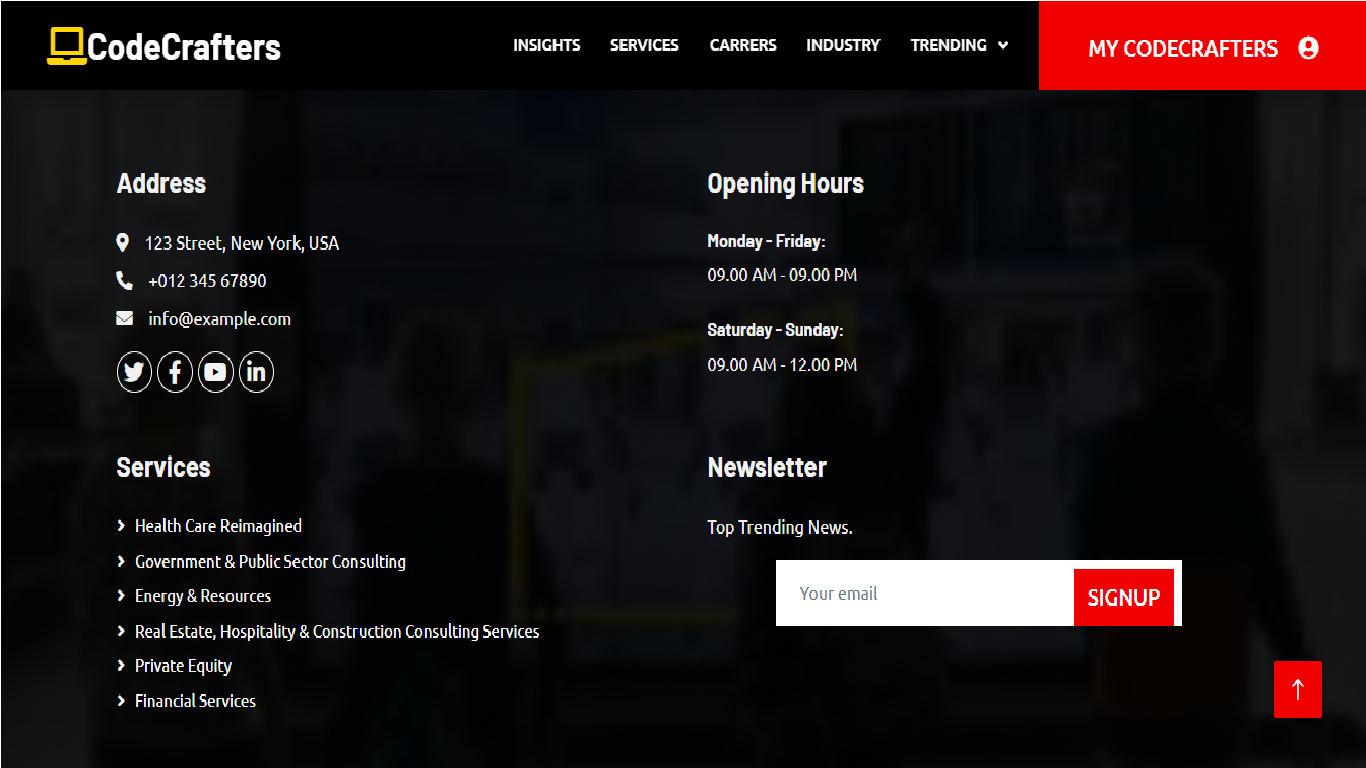 CodeCrafters
INSIGHTS SERVICES CARRERS INDUSTRY TRENDING
MY CODECRAFTERS
Address
123 Street, New York, USA
+012 345 67890
info@example.com
Opening Hours
Monday - Friday:
09.00 AM - 09.00 PM
Saturday - Sunday:
09.00 AM - 12.00 PM
Services
Health Care Reimagined
Government & Public Sector Consulting
Energy & Resources
Real Estate, Hospitality & Construction Consulting Services
Private Equity
Financial Services
Newsletter
Top Trending News.
Your email
SIGNUP